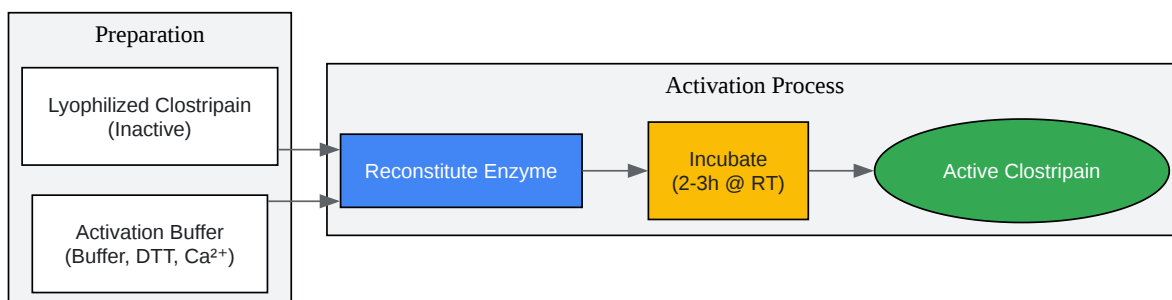 Preparation
Lyophilized Clostripain
(Inactive)
Activation Buffer
(Buffer, DTT, Ca²⁺)
Activation Process
Reconstitute Enzyme
Incubate
(2-3h @ RT)
Active Clostripain